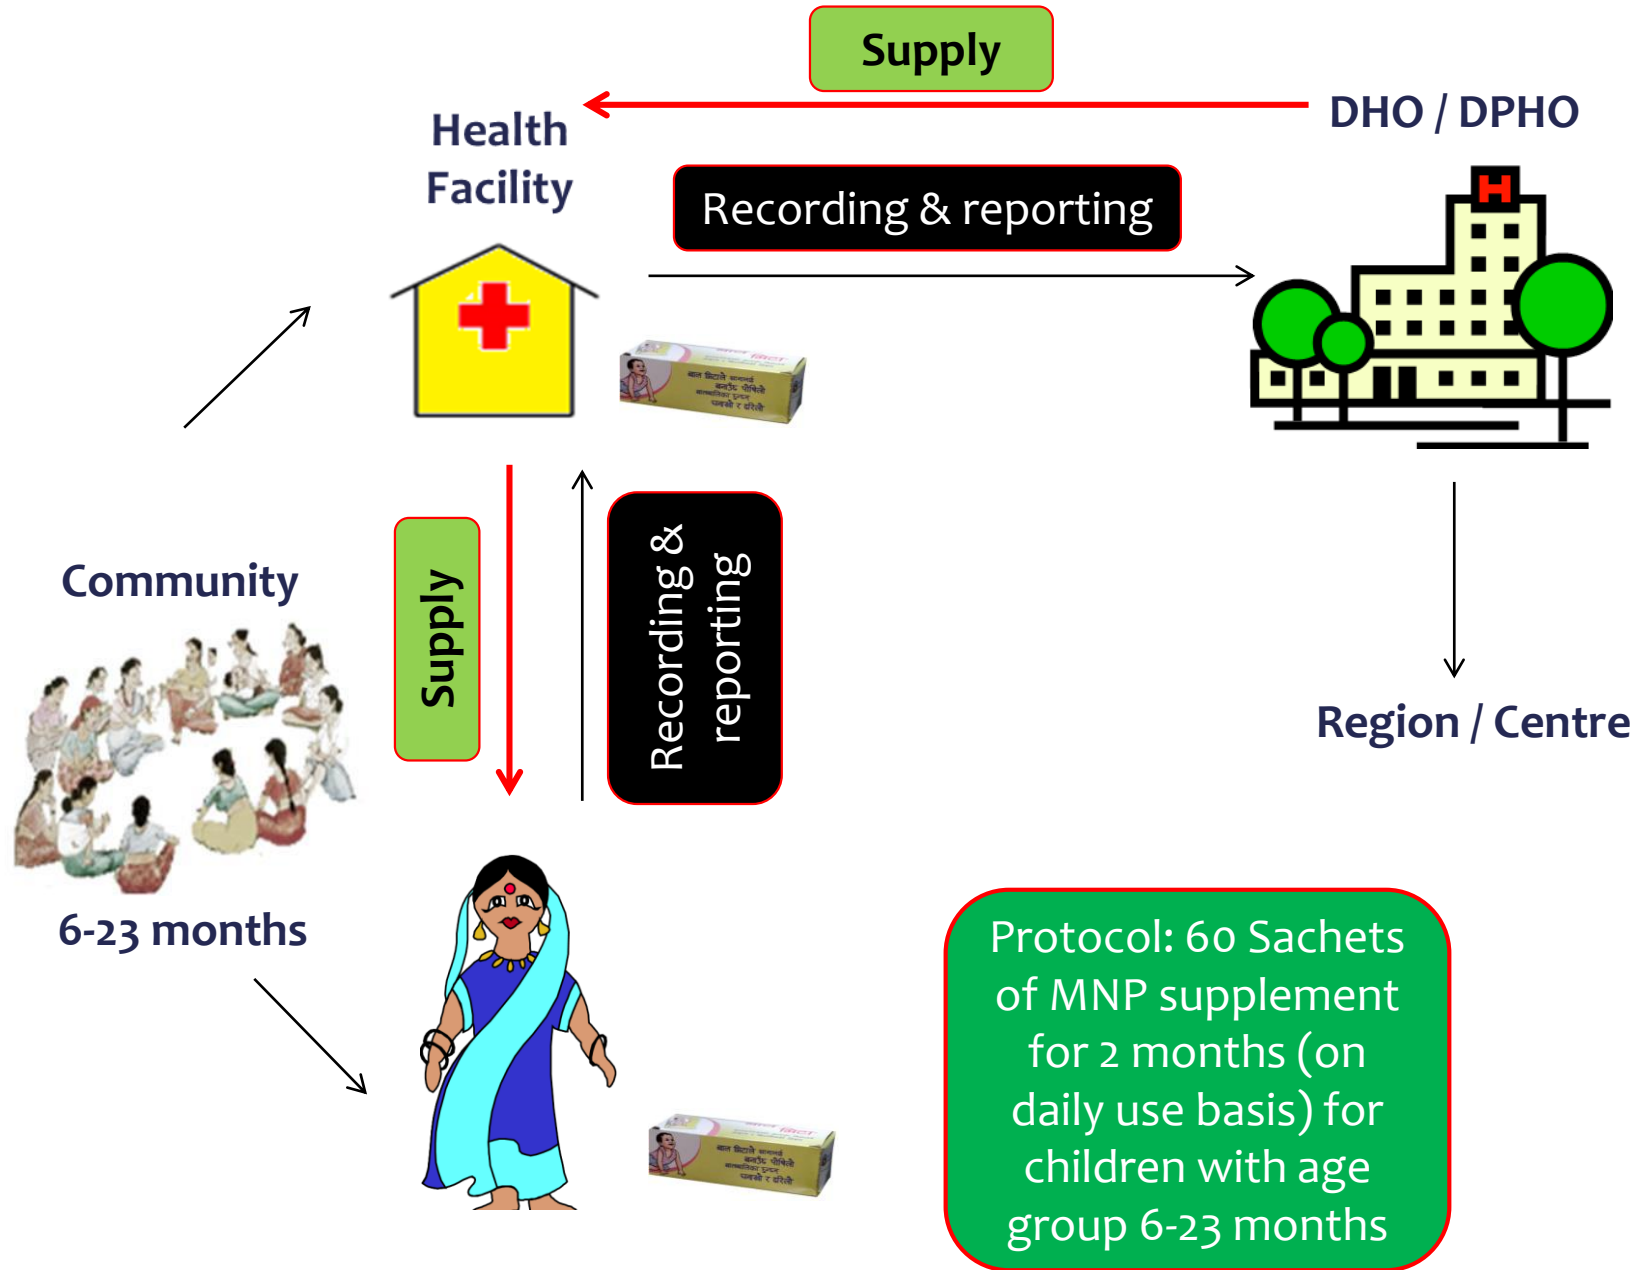 Supply
DHO / DPHO
Health
Facility
Recording & reporting
H
Supply
Recording &
reporting
Community
6-23 months
Region / Centre
Protocol: 60 Sachets
of MNP supplement
for 2 months (on
daily use basis) for
children with age
group 6-23 months